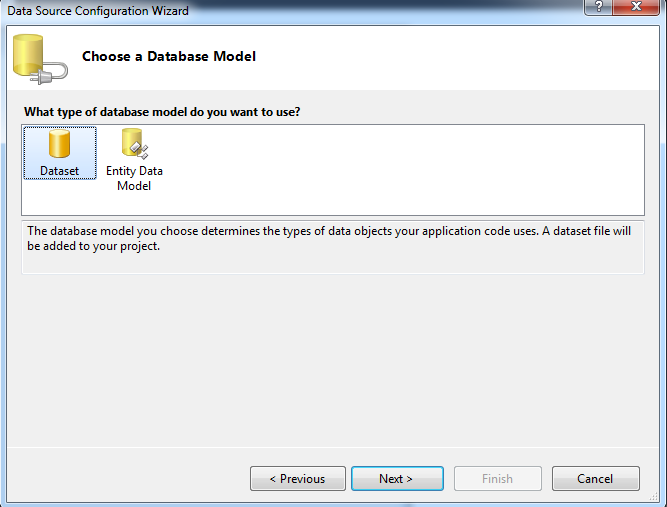 Data Source Configuration Wizard
?
Choose a Database Model
What type of database model do you want to use?
Dataset
Entity Data
Model
The database model you choose determines the types of data objects your application code uses. A dataset file will
be added to your project.
< Previous
Next >
Finish
Cancel